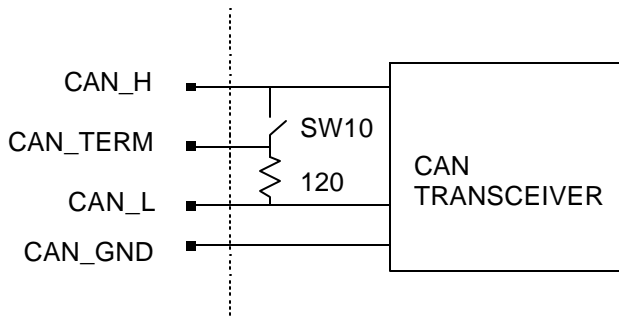 CAN_H
SW10
CAN_TERM
120
CAN
TRANSCEIVER
CAN_L
CAN_GND